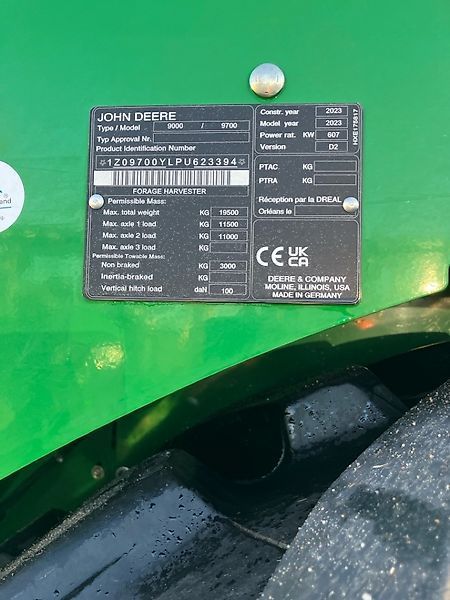 JOHN DEERE
Type / Model 9000 / 9700
Typ Approval Nr.
Product Identification Number
*1Z09700YLPU623394*
FORAGE HARVESTER
Permissible Mass:
Max. total weight KG 19500
Max. axle 1 load KG 11500
Max. axle 2 load KG 11000
Max. axle 3 load KG
Permissible Towable Mass:
Non braked KG 3000
Inertia-braked KG
Vertical hitch load daN 100
Constr. year 2023
Model year 2023
Power rat. KW 607
Version D2
PTAC KG
PTRA KG
Réception par la DREAL
Orléans le
CE UK
CA
DEERE & COMPANY
MOLINE, ILLINOIS, USA
MADE IN GERMANY
HXE175817